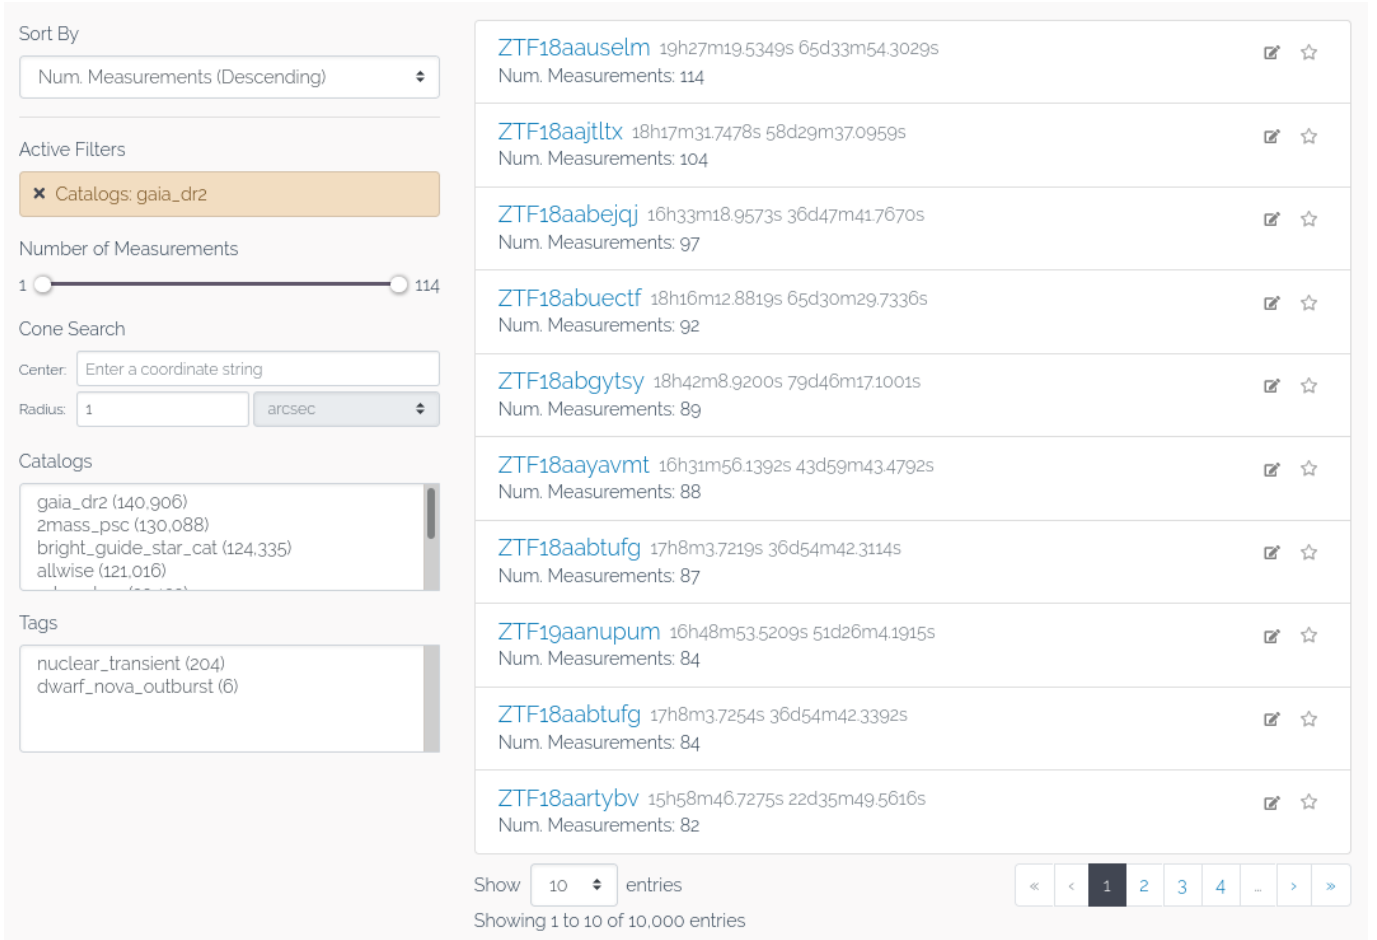 Sort By
Num. Measurements (Descending)
Active Filters
× Catalogs: gaia_dr2
Number of Measurements
1 114
Cone Search
Center: Enter a coordinate string
Radius: 1 arcsec
Catalogs
gaia_dr2 (140,906)
2mass_psc (130,088)
bright_guide_star_cat (124,335)
allwise (121,016)
Tags
nuclear_transient (204)
dwarf_nova_outburst (6)
ZTF18aauselm 19h27m19.5349s 65d33m54.3029s
Num. Measurements: 114
ZTF18aajtltx 18h17m31.7478s 58d29m37.0959s
Num. Measurements: 104
ZTF18aabejqj 16h33m18.9573s 36d47m41.7670s
Num. Measurements: 97
ZTF18abuectf 18h16m12.8819s 65d30m29.7336s
Num. Measurements: 92
ZTF18abgytsy 18h42m8.9200s 79d46m17.1001s
Num. Measurements: 89
ZTF18aayavmt 16h31m56.1392s 43d59m43.4792s
Num. Measurements: 88
ZTF18aabtufg 17h8m3.7219s 36d54m42.3114s
Num. Measurements: 87
ZTF19aanupum 16h48m53.5209s 51d26m4.1915s
Num. Measurements: 84
ZTF18aabtufg 17h8m3.7254s 36d54m42.3392s
Num. Measurements: 84
ZTF18aartybv 15h58m46.7275s 22d35m49.5616s
Num. Measurements: 82
Show 10 entries
« ‹ 1 2 3 4 … › »
Showing 1 to 10 of 10,000 entries